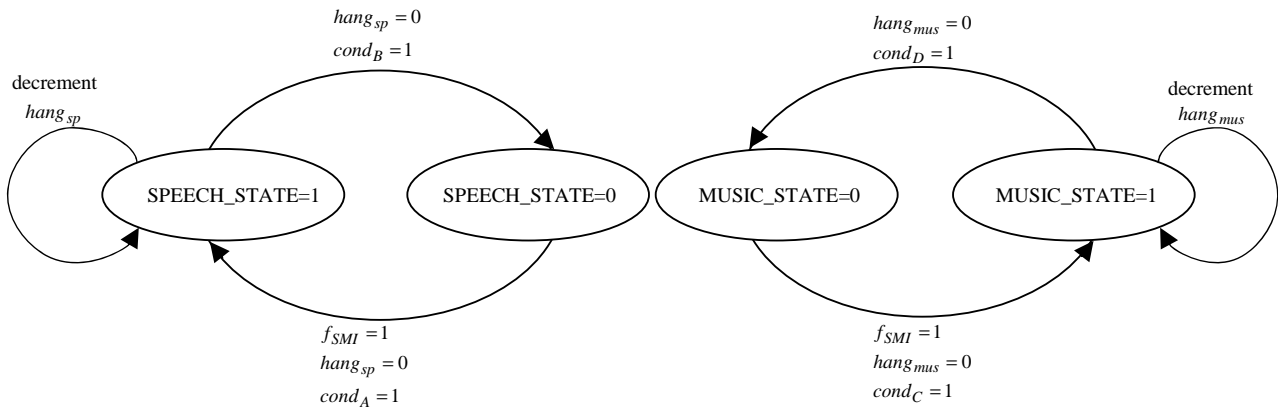 hang_sp = 0
cond_B = 1
decrement
hang_sp
SPEECH_STATE=1
SPEECH_STATE=0
f_SMI = 1
hang_sp = 0
cond_A = 1
hang_mus = 0
cond_D = 1
decrement
hang_mus
MUSIC_STATE=0
MUSIC_STATE=1
f_SMI = 1
hang_mus = 0
cond_C = 1